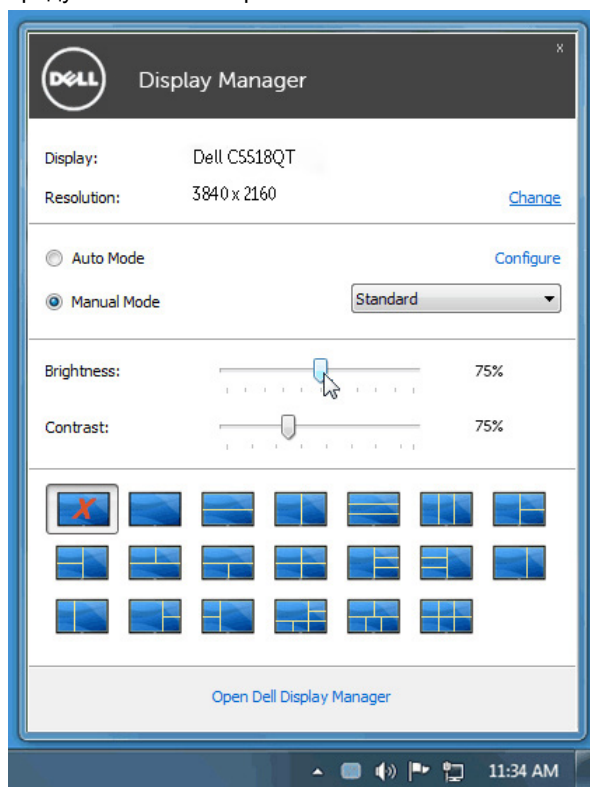 DELL Display Manager x
Display: Dell C5518QT
Resolution: 3840 x 2160 Change
Auto Mode Configure
Manual Mode Standard
Brightness: 75%
Contrast: 75%
X
Open Dell Display Manager
11:34 AM